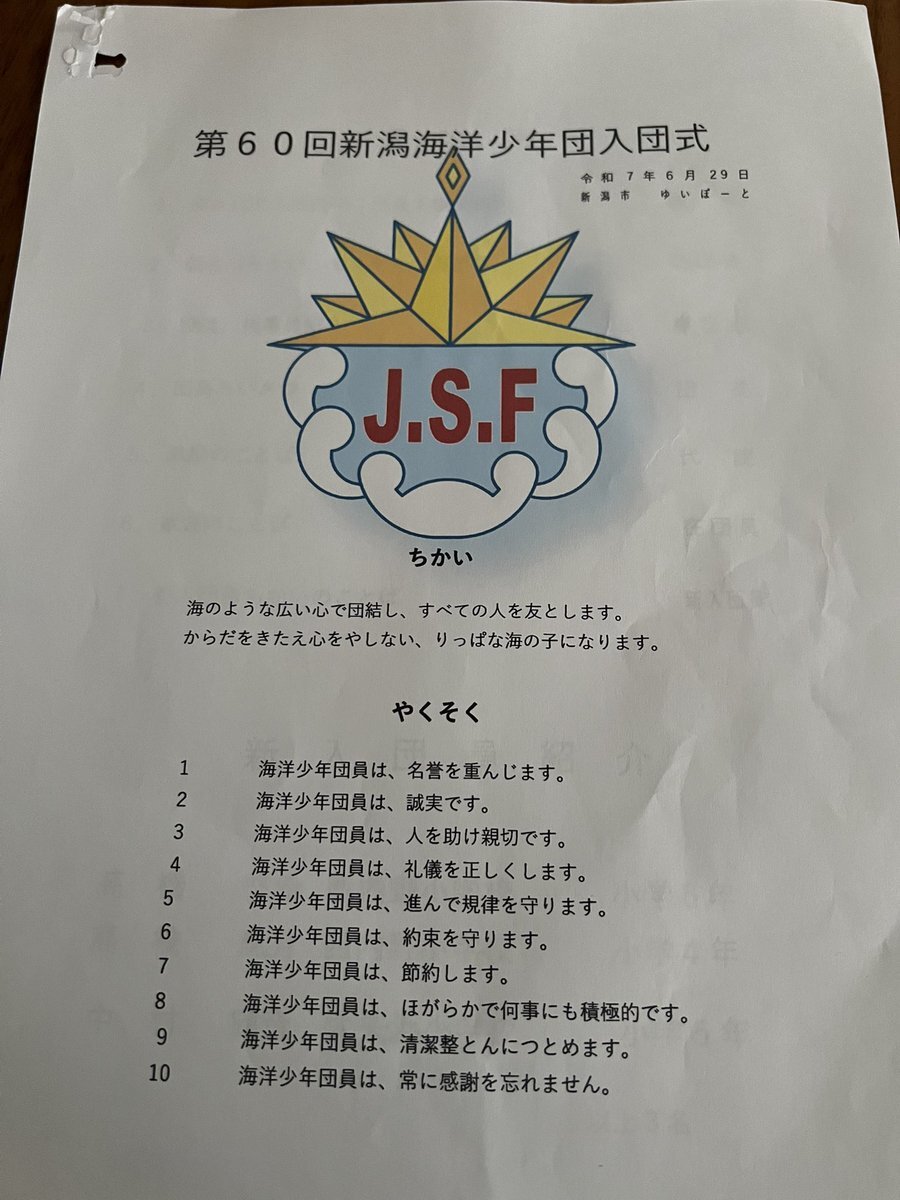 第60回新潟海洋少年団入団式
令和7年6月29日
新潟市　ゆいぽーと
J.S.F
ちかい
海のような広い心で団結し、すべての人を友とします。
からだをきたえ心をやしない、りっぱな海の子になります。
やくそく
1 海洋少年団員は、名誉を重んじます。
2 海洋少年団員は、誠実です。
3 海洋少年団員は、人を助け親切です。
4 海洋少年団員は、礼儀を正しくします。
5 海洋少年団員は、進んで規律を守ります。
6 海洋少年団員は、約束を守ります。
7 海洋少年団員は、節約します。
8 海洋少年団員は、ほがらかで何事にも積極的です。
9 海洋少年団員は、清潔整とんにつとめます。
10 海洋少年団員は、常に感謝を忘れません。